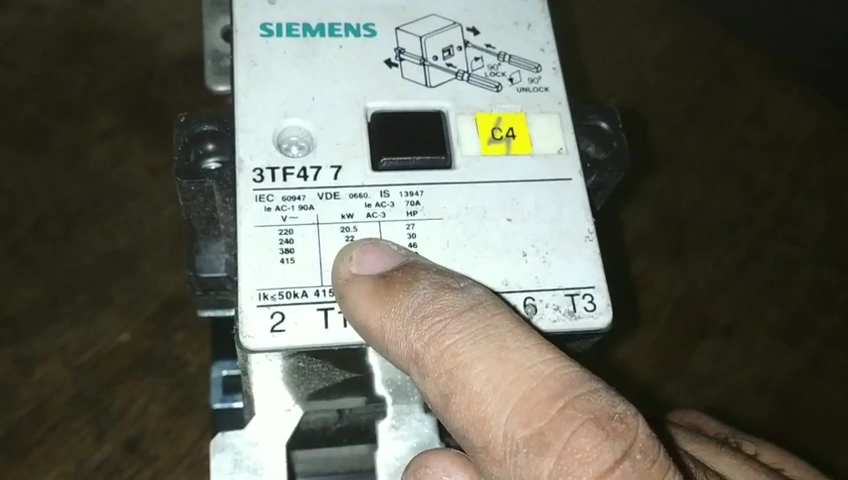 SIEMENS
90°
LOCK
90°
UNLOCK
C4
3TF47 7
IEC 60947 VDE 0660. IS 13947
Ie AC-1 90A Ie AC-3 70A
V~ kW AC-3 HP
220 20.5 27
240 22 30
380 46
415
Ik≤50kA 415
2 T1 6 T3